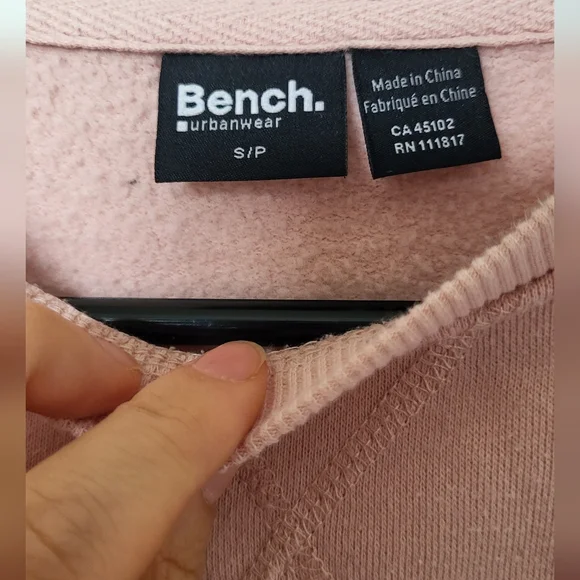 Bench.
urbanwear
S/P
Made in China
Fabriqué en Chine
CA 45102
RN 111817